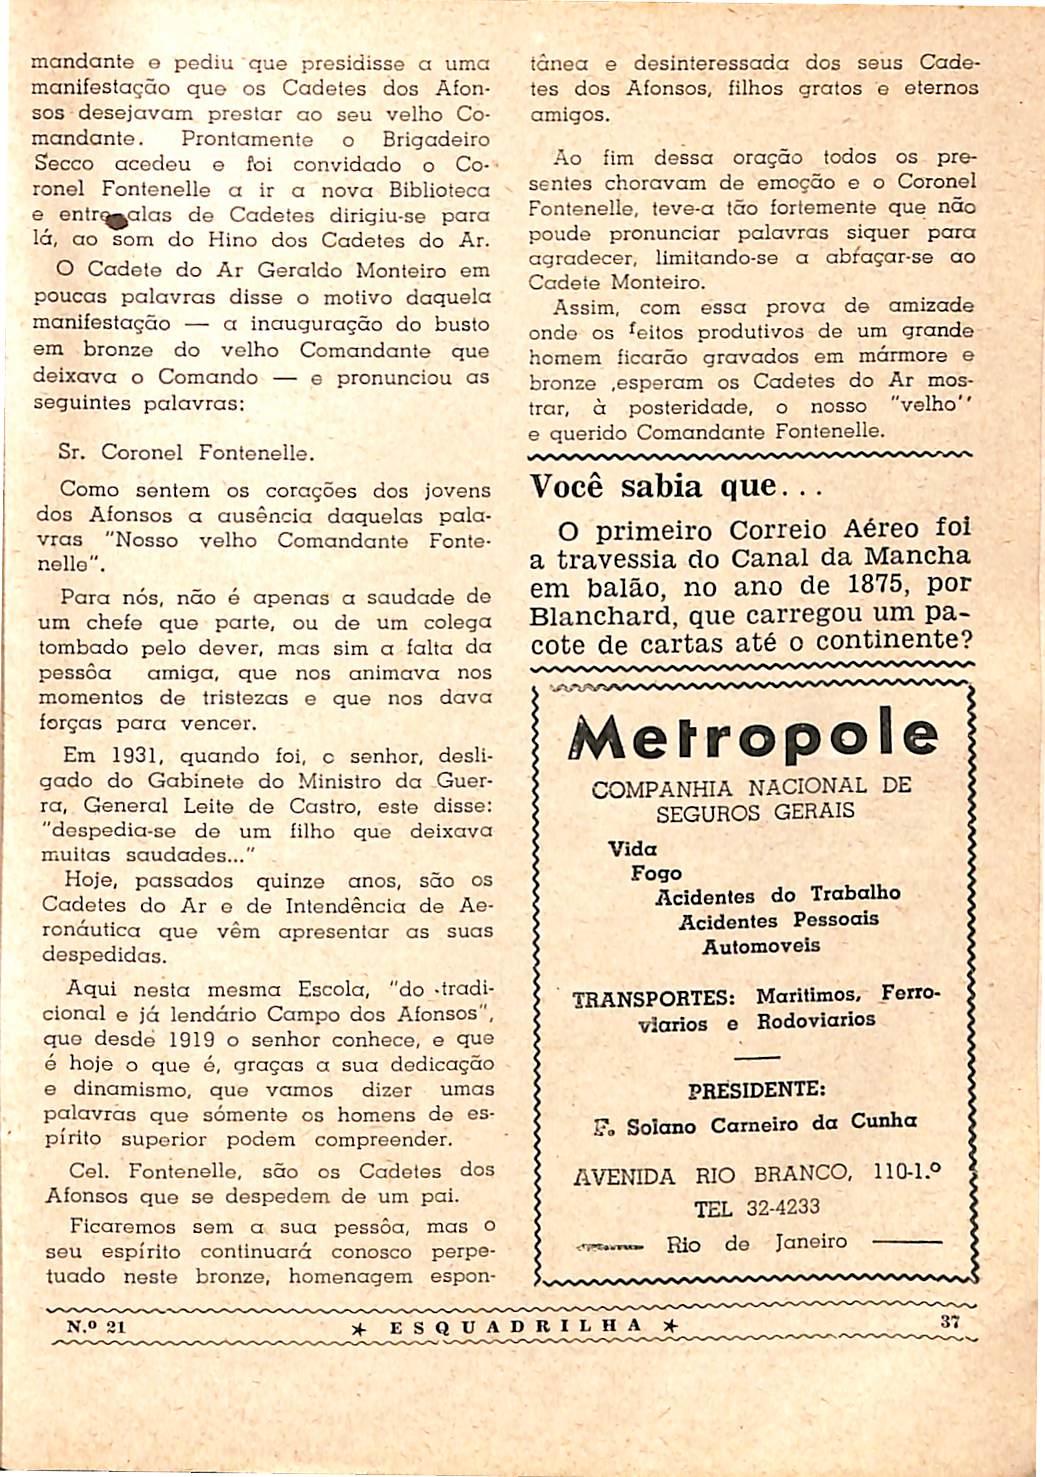 mandante e pediu que presidisse a uma
manifestação que os Cadetes dos Afon-
sos desejavam prestar ao seu velho Co-
mandante. Prontamente o Brigadeiro
Secco acedeu e foi convidado o Co-
ronel Fontenelle a ir a nova Biblioteca
e entre alas de Cadetes dirigiu-se para
lá, ao som do Hino dos Cadetes do Ar.
O Cadete do Ar Geraldo Monteiro em
poucas palavras disse o motivo daquela
manifestação — a inauguração do busto
em bronze do velho Comandante que
deixava o Comando — e pronunciou as
seguintes palavras:
Sr. Coronel Fontenelle.
Como sentem os corações dos jovens
dos Afonsos a ausência daquelas pala-
vras "Nosso velho Comandante Fonte-
nelle".
Para nós, não é apenas a saudade de
um chefe que parte, ou de um colega
tombado pelo dever, mas sim a falta da
pessôa amiga, que nos animava nos
momentos de tristezas e que nos dava
forças para vencer.
Em 1931, quando foi, o senhor, desli-
gado do Gabinete do Ministro da Guer-
ra, General Leite de Castro, este disse:
"despedia-se de um filho que deixava
muitas saudades..."
Hoje, passados quinze anos, são os
Cadetes do Ar e de Intendência de Ae-
ronáutica que vêm apresentar as suas
despedidas.
Aqui nesta mesma Escola, "do tradi-
cional e já lendário Campo dos Afonsos",
que desde 1919 o senhor conhece, e que
é hoje o que é, graças a sua dedicação
e dinamismo, que vamos dizer umas
palavras que sómente os homens de es-
pírito superior podem compreender.
Cel. Fontenelle, são os Cadetes dos
Afonsos que se despedem de um pai.
Ficaremos sem a sua pessôa, mas o
seu espírito continuará conosco perpe-
tuado neste bronze, homenagem espon-
tânea e desinteressada dos seus Cade-
tes dos Afonsos, filhos gratos e eternos
amigos.
Ao fim dessa oração todos os pre-
sentes choravam de emoção e o Coronel
Fontenelle, teve-a tão fortemente que não
poude pronunciar palavras siquer para
agradecer, limitando-se a abraçar-se ao
Cadete Monteiro.
Assim, com essa prova de amizade
onde os feitos produtivos de um grande
homem ficarão gravados em mármore e
bronze ,esperam os Cadetes do Ar mos-
trar, à posteridade, o nosso "velho"
e querido Comandante Fontenelle.
Você sabia que...
O primeiro Correio Aéreo foi
a travessia do Canal da Mancha
em balão, no ano de 1875, por
Blanchard, que carregou um pa-
cote de cartas até o continente?
Metropole
COMPANHIA NACIONAL DE
SEGUROS GERAIS
Vida
Fogo
Acidentes do Trabalho
Acidentes Pessoais
Automoveis
TRANSPORTES: Maritimos, Ferro-
viarios e Rodoviarios
PRESIDENTE:
F. Solano Carneiro da Cunha
AVENIDA RIO BRANCO, 110-1.º
TEL 32-4233
Rio de Janeiro
N.º 21 * ESQUADRILHA * 37